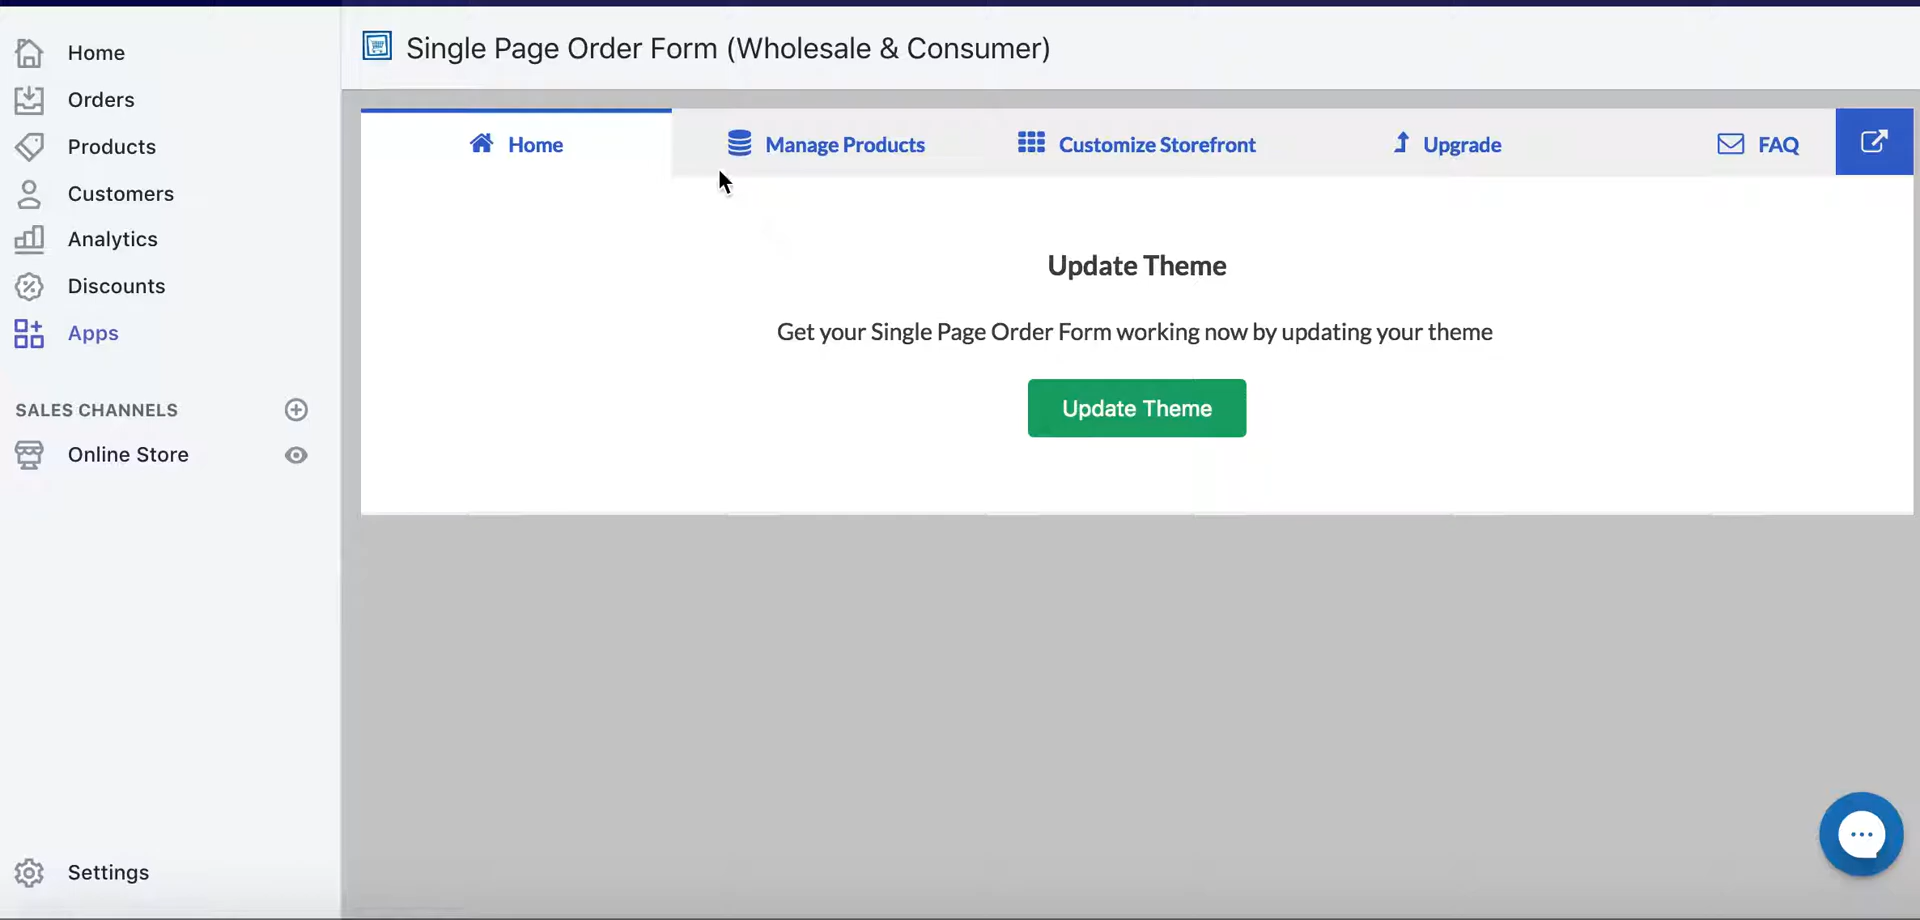 Home
Orders
Products
Customers
Analytics
Discounts
Apps
SALES CHANNELS
Online Store
Settings
Single Page Order Form (Wholesale & Consumer)
Home
Manage Products
Customize Storefront
Upgrade
FAQ
Update Theme
Get your Single Page Order Form working now by updating your theme
Update Theme